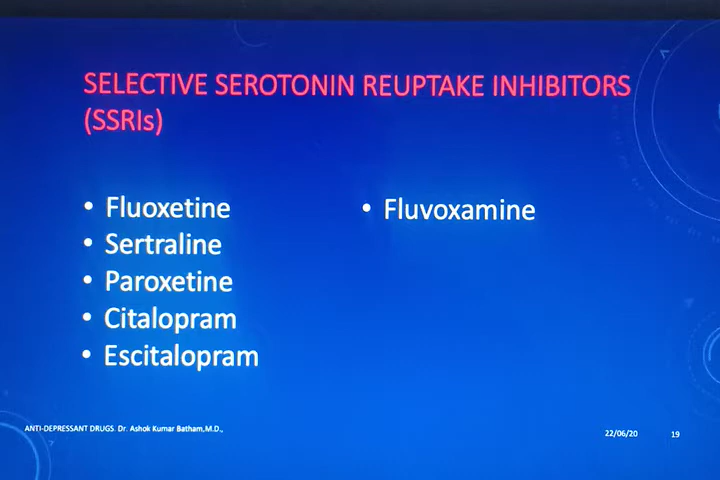 SELECTIVE SEROTONIN REUPTAKE INHIBITORS
(SSRIs)
• Fluoxetine
• Sertraline
• Paroxetine
• Citalopram
• Escitalopram
• Fluvoxamine
ANTI-DEPRESSANT DRUGS. Dr. Ashok Kumar Batham,M.D.,
22/06/20
19